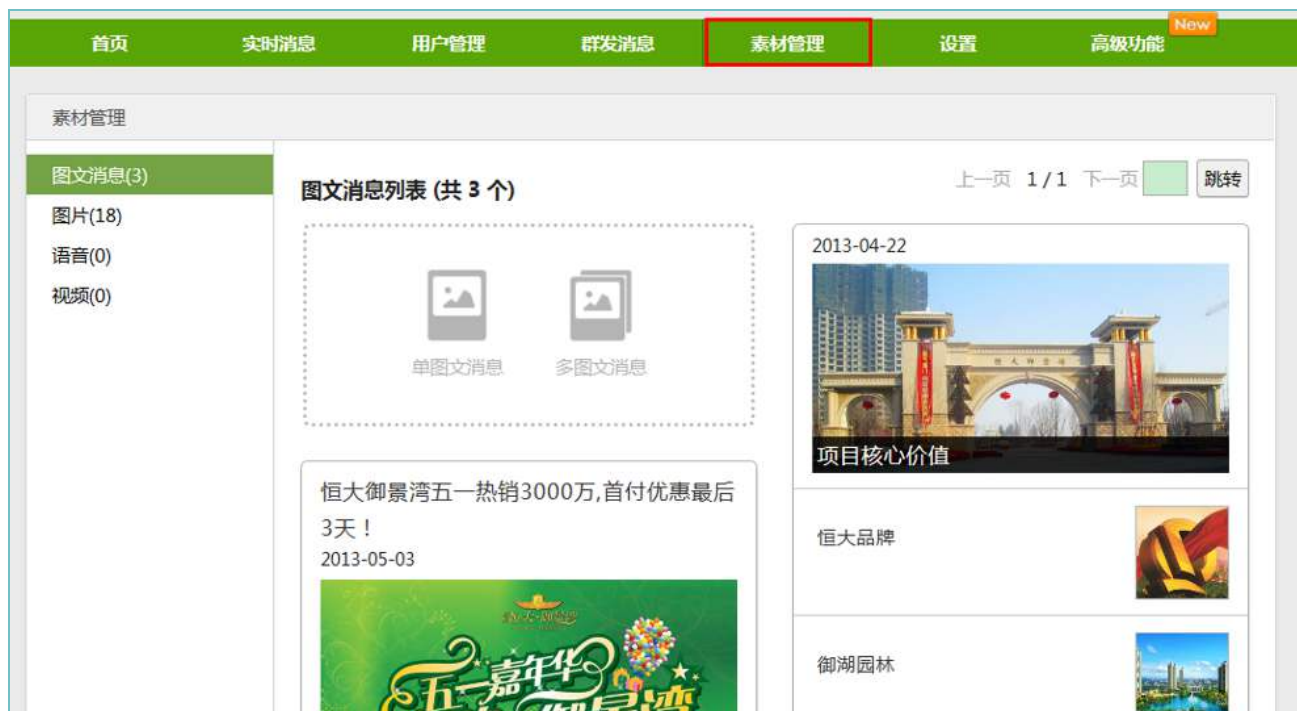 首页 实时消息 用户管理 群发消息 素材管理 设置 高级功能 New
素材管理
图文消息(3)
图片(18)
语音(0)
视频(0)
图文消息列表 (共 3 个)
上一页 1 / 1 下一页 跳转
单图文消息 多图文消息
恒大御景湾五一热销3000万,首付优惠最后
3天！
2013-05-03
五一嘉年华
御景湾
2013-04-22
项目核心价值
恒大品牌
御湖园林